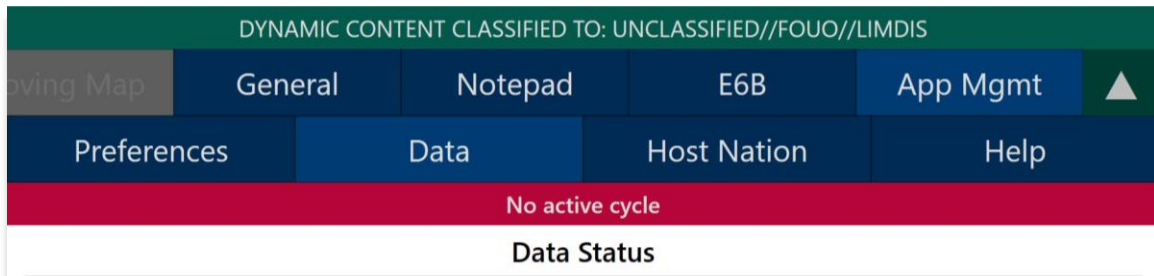 DYNAMIC CONTENT CLASSIFIED TO: UNCLASSIFIED//FOUO//LIMDIS
oving Map General Notepad E6B App Mgmt
Preferences Data Host Nation Help
No active cycle
Data Status